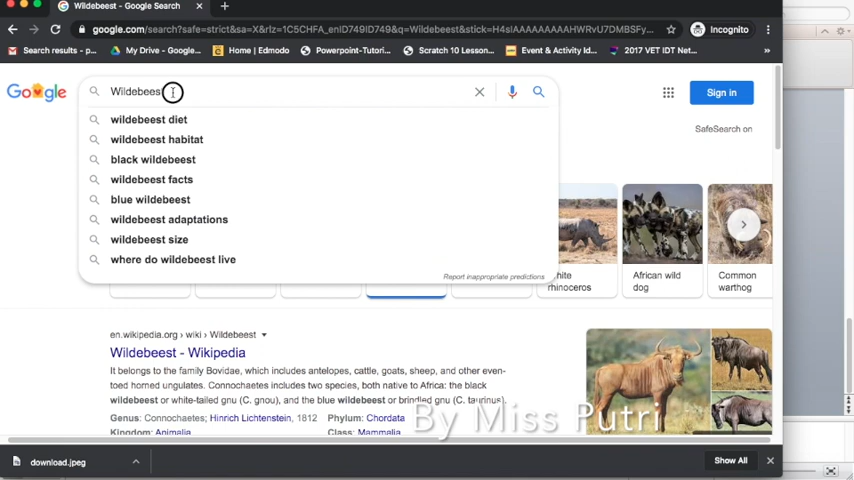 Wildebeest - Google Search
google.com/search?safe=strict&sa=X&rlz=1C5CHFA_enID749ID749&q=Wildebeest&stick=H4sIAAAAAAAAHWRvU7DMBSFy...
Incognito
Search results - p...
My Drive - Google...
Home | Edmodo
Powerpoint-Tutori...
Scratch 10 Lesson...
Event & Activity Id...
2017 VET IDT Net...
»
Google
Wildebees
Sign in
SafeSearch on
wildebeest diet
wildebeest habitat
black wildebeest
wildebeest facts
blue wildebeest
wildebeest adaptations
wildebeest size
where do wildebeest live
Report inappropriate predictions
rhinoceros
African wild
dog
Common
warthog
en.wikipedia.org › wiki › Wildebeest
Wildebeest - Wikipedia
It belongs to the family Bovidae, which includes antelopes, cattle, goats, sheep, and other even-
toed horned ungulates. Connochaetes includes two species, both native to Africa: the black
wildebeest or white-tailed gnu (C. gnou), and the blue wildebeest or brindled gnu (C. taurinus).
Genus: Connochaetes; Hinrich Lichtenstein, 1812 Phylum: Chordata
Kingdom: Animalia Class: Mammalia
By Miss Putri
download.jpeg
Show All